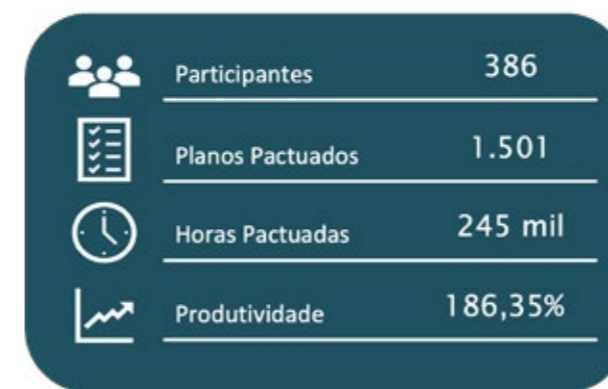 Participantes 386
Planos Pactuados 1.501
Horas Pactuadas 245 mil
Produtividade 186,35%